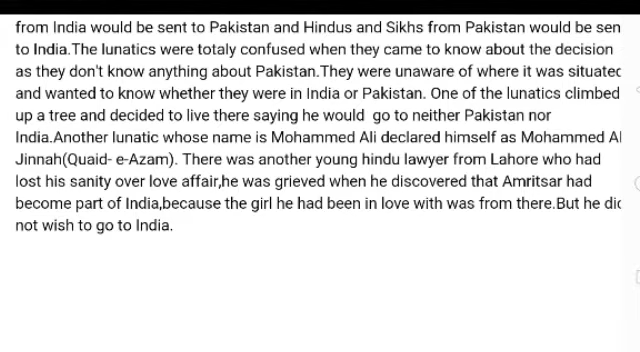 from India would be sent to Pakistan and Hindus and Sikhs from Pakistan would be sen
to India.The lunatics were totaly confused when they came to know about the decision
as they don't know anything about Pakistan.They were unaware of where it was situated
and wanted to know whether they were in India or Pakistan. One of the lunatics climbed
up a tree and decided to live there saying he would go to neither Pakistan nor
India.Another lunatic whose name is Mohammed Ali declared himself as Mohammed Al
Jinnah(Quaid- e-Azam). There was another young hindu lawyer from Lahore who had
lost his sanity over love affair,he was grieved when he discovered that Amritsar had
become part of India,because the girl he had been in love with was from there.But he did
not wish to go to India.